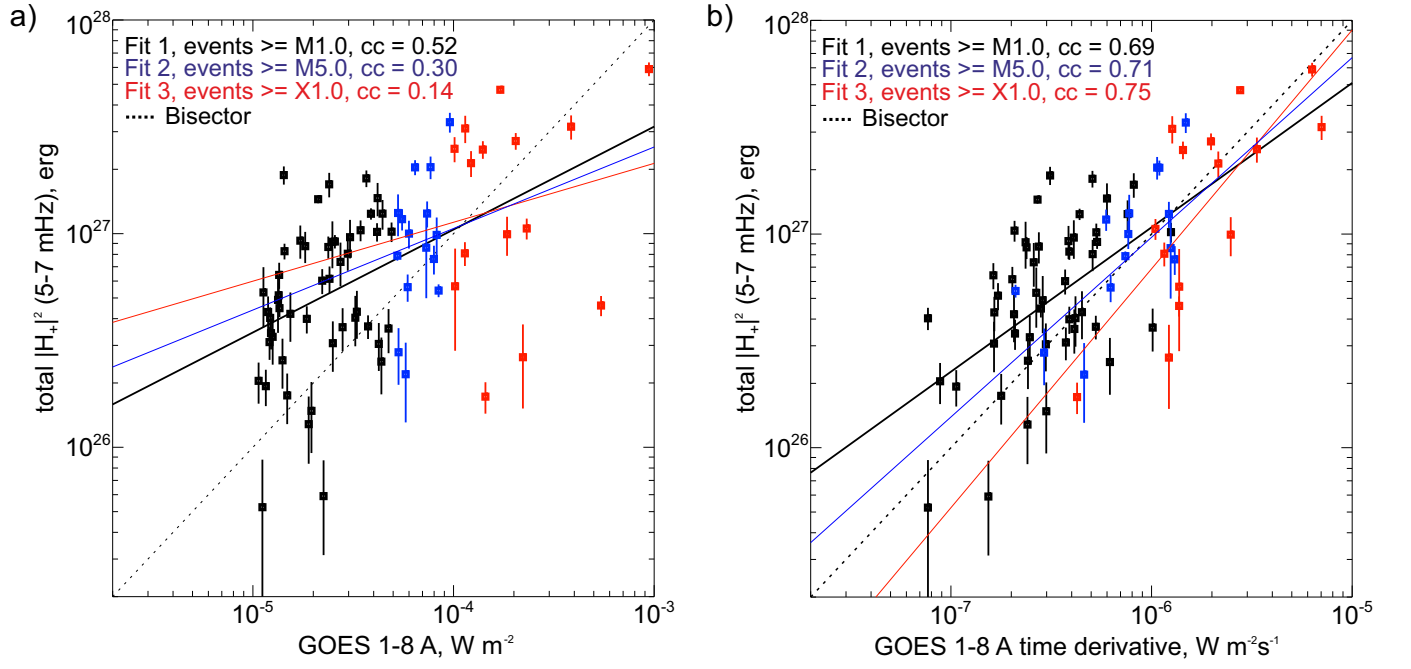 a)
10^28
10^27
10^26
total |H_+|^2 (5-7 mHz), erg
Fit 1, events >= M1.0, cc = 0.52
Fit 2, events >= M5.0, cc = 0.30
Fit 3, events >= X1.0, cc = 0.14
Bisector
10^-5
10^-4
10^-3
GOES 1-8 A, W m^-2
b)
10^28
10^27
10^26
total |H_+|^2 (5-7 mHz), erg
Fit 1, events >= M1.0, cc = 0.69
Fit 2, events >= M5.0, cc = 0.71
Fit 3, events >= X1.0, cc = 0.75
Bisector
10^-7
10^-6
10^-5
GOES 1-8 A time derivative, W m^-2 s^-1